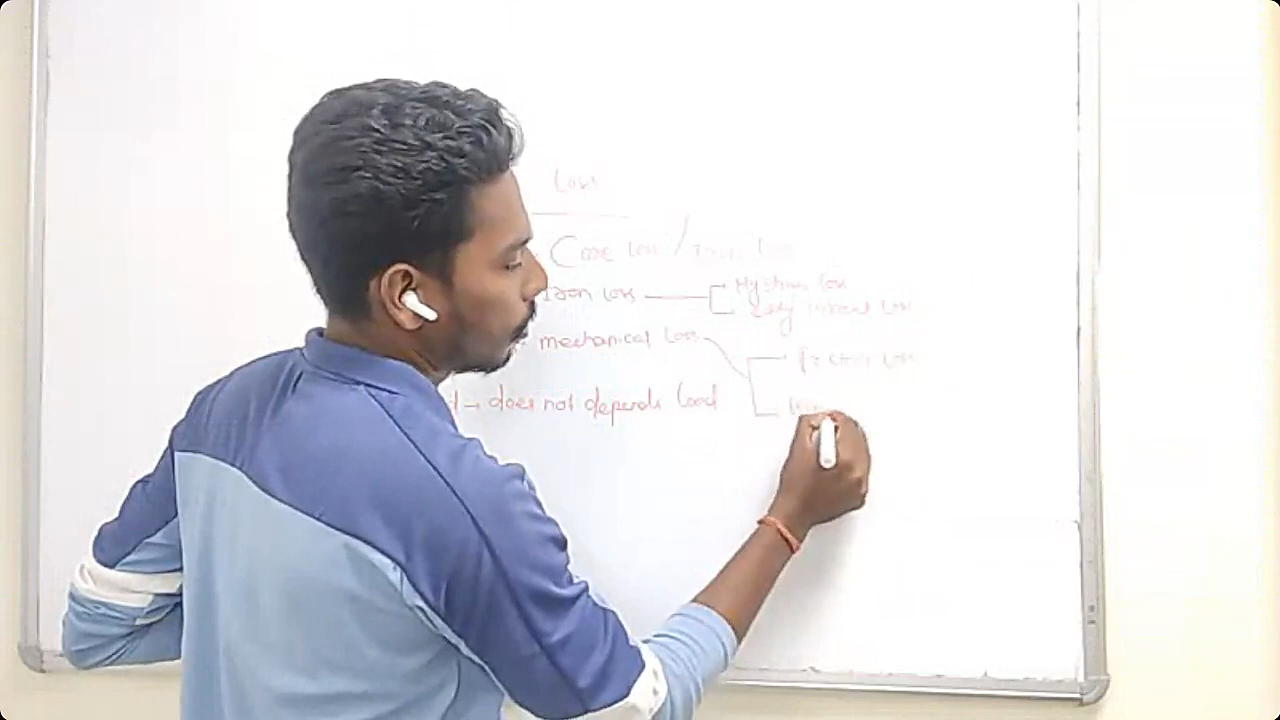 Loss
Core Loss / Iron Loss
Iron Loss
Hysteresis loss
Eddy current Loss
mechanical Loss
Friction Loss
does not depends Load